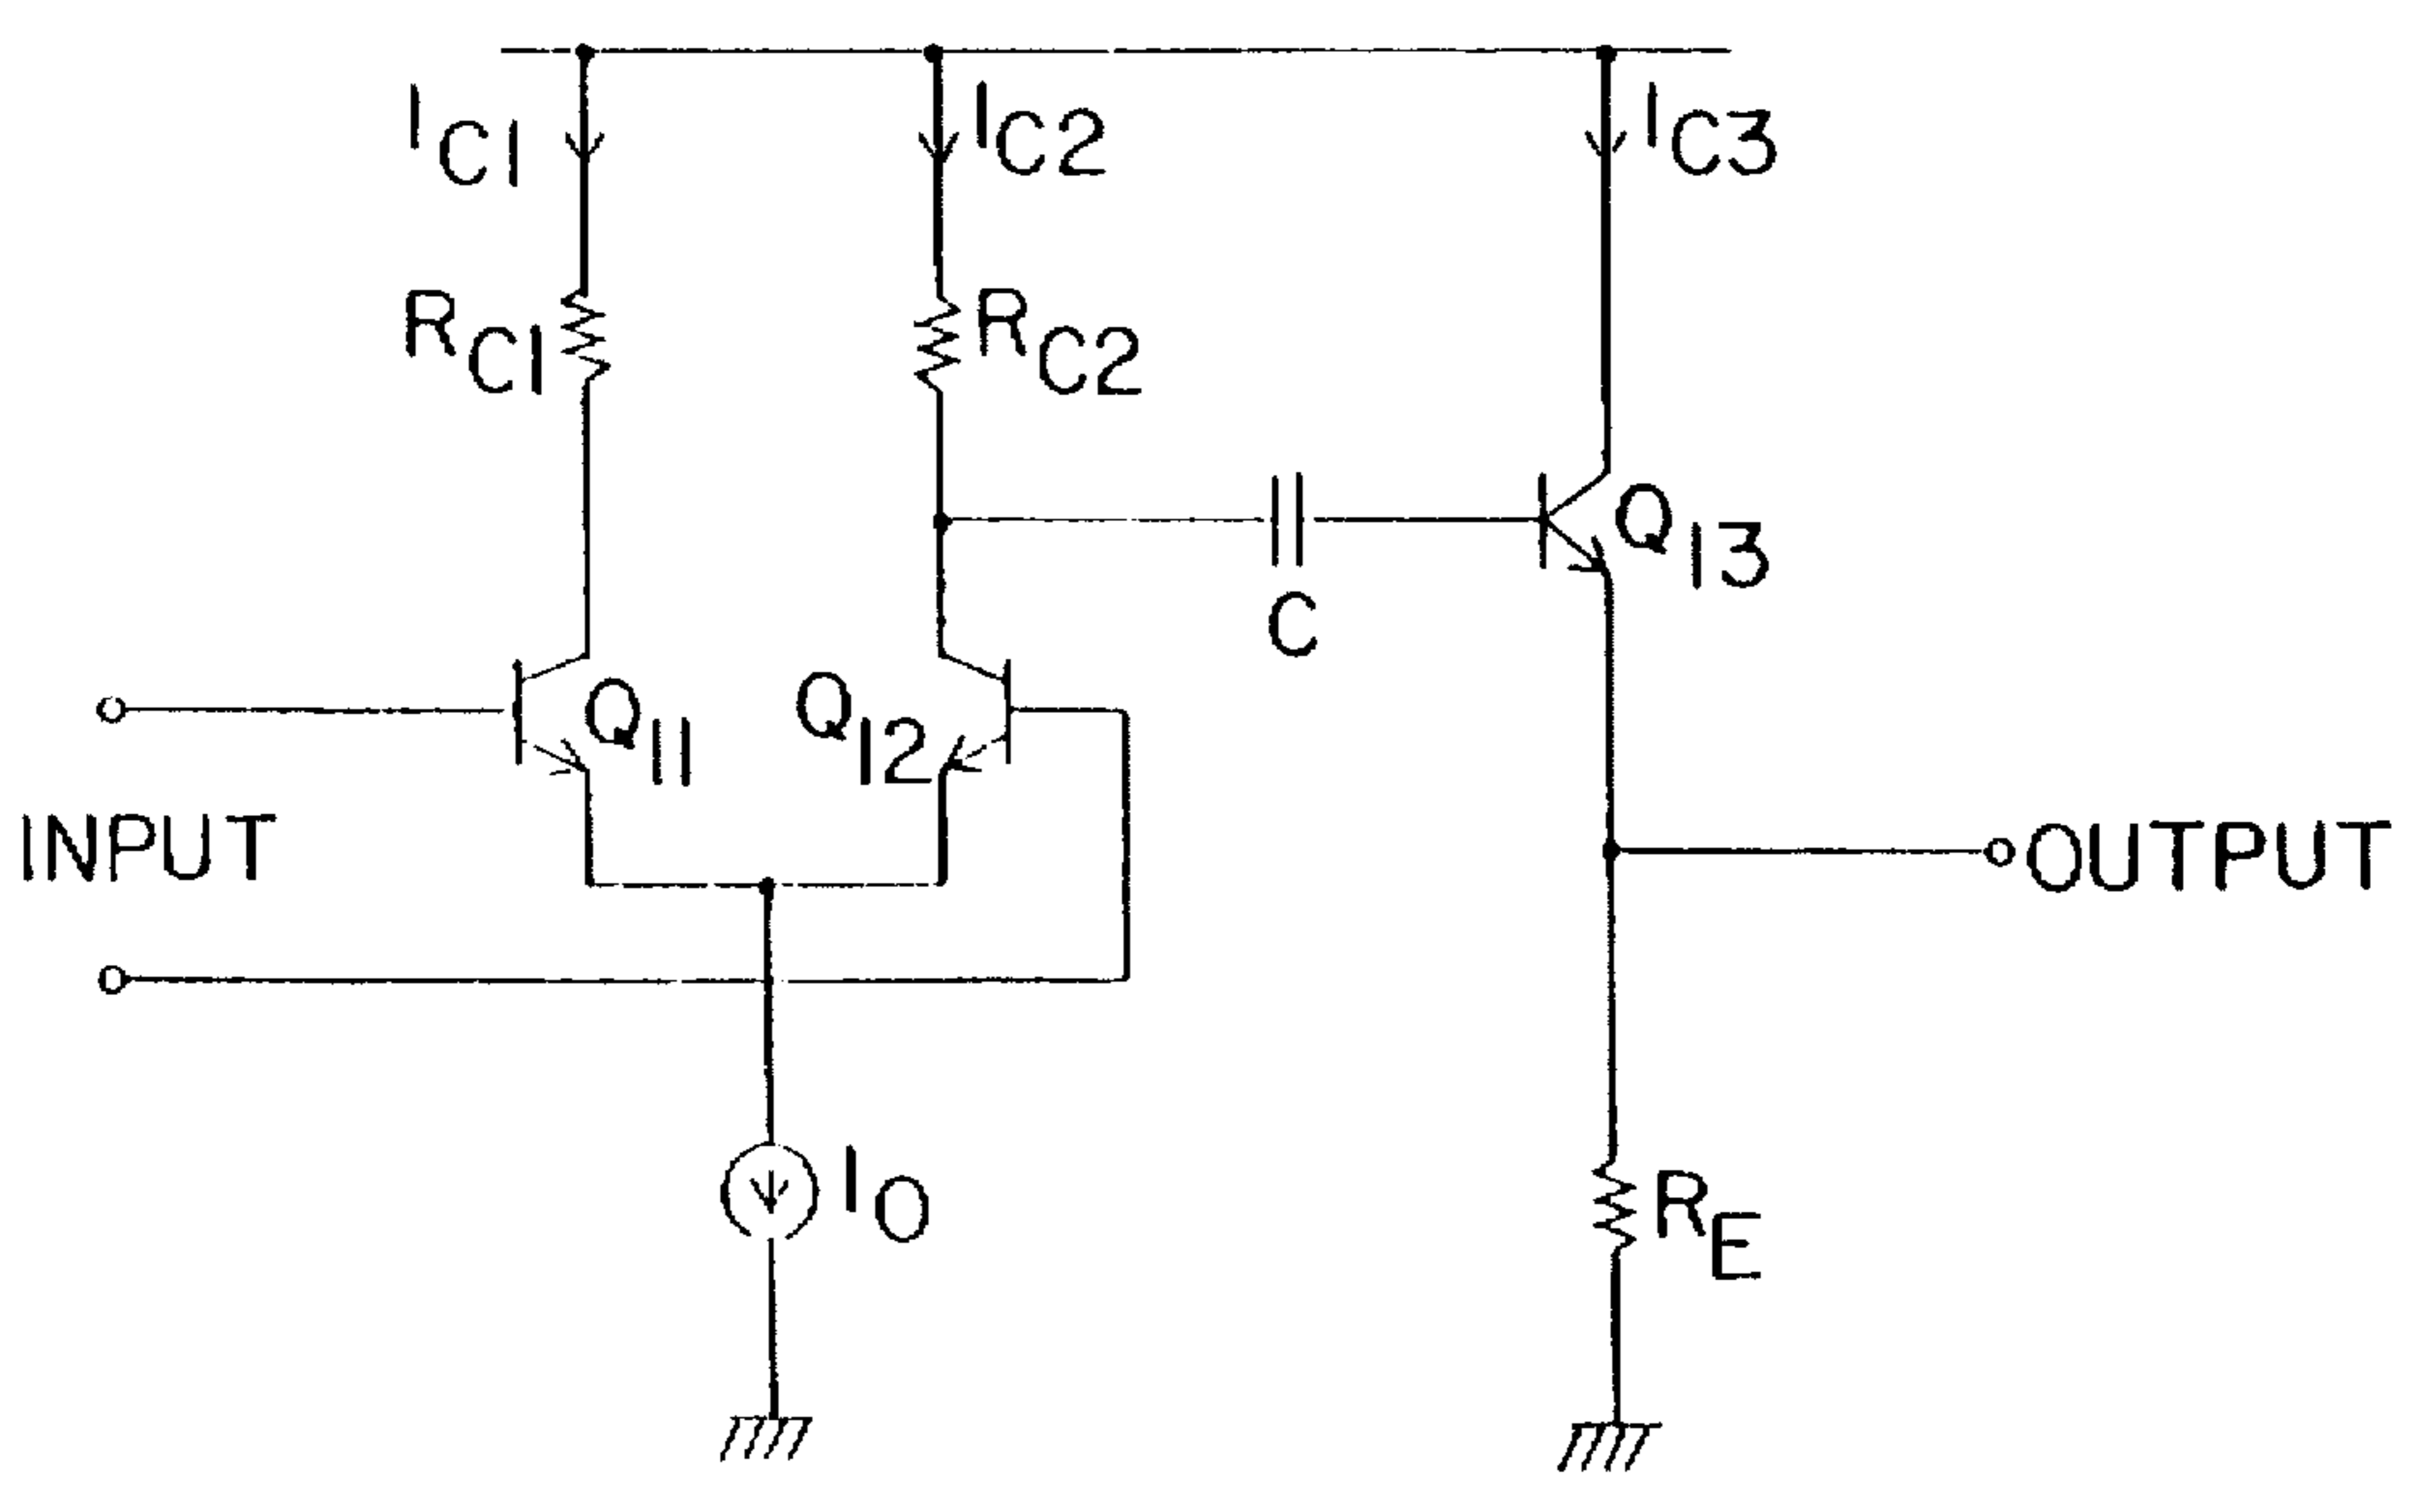 IC1
IC2
IC3
RC1
RC2
Q13
C
Q11
Q12
INPUT
OUTPUT
IO
RE